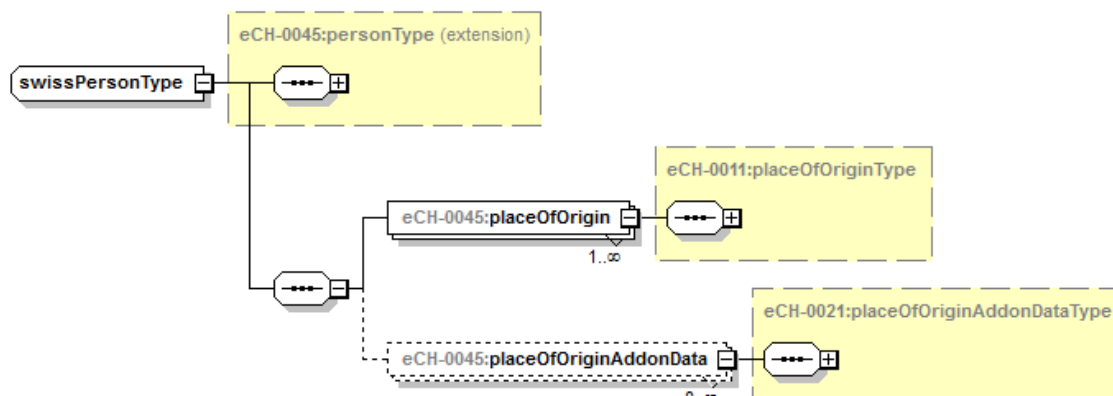 eCH-0045:personType (extension)
swissPersonType
eCH-0011:placeOfOriginType
eCH-0045:placeOfOrigin
1..∞
eCH-0021:placeOfOriginAddonDataType
eCH-0045:placeOfOriginAddonData